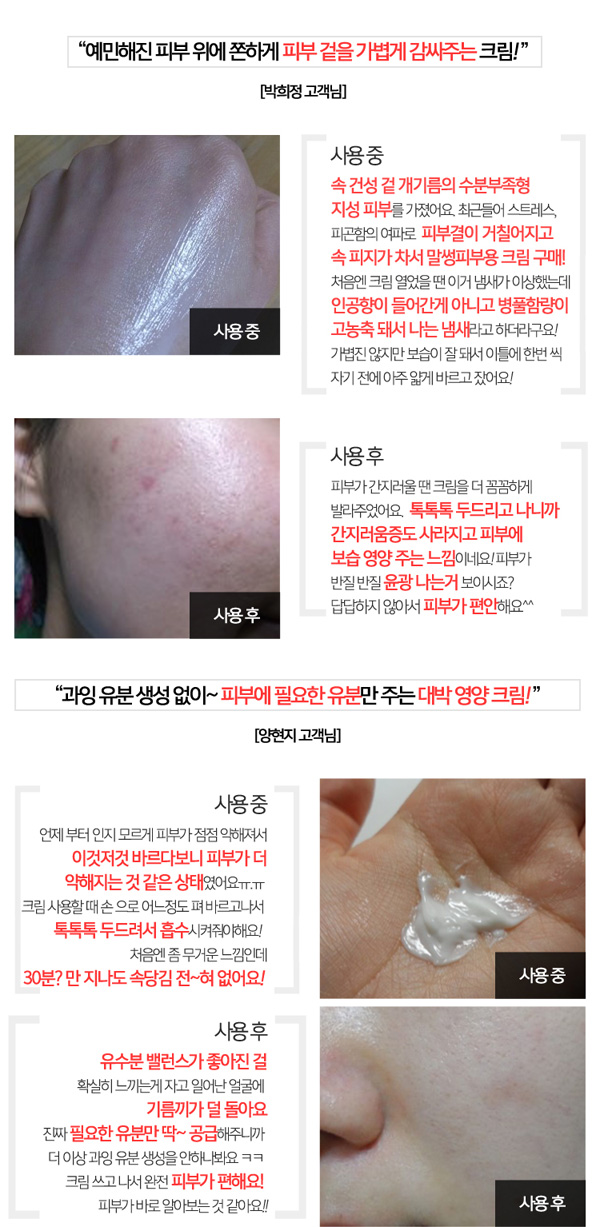 “예민해진 피부 위에 쫀하게 피부 겉을 가볍게 감싸주는 크림!”
[박희정 고객님]
사용 중
사용 중
속 건성 겉 개기름의 수분부족형
지성 피부를 가졌어요. 최근들어 스트레스,
피곤함의 여파로 피부결이 거칠어지고
속 피지가 차서 말썽피부용 크림 구매!
처음엔 크림 열었을 땐 이거 냄새가 이상했는데
인공향이 들어간게 아니고 병풀함량이
고농축 돼서 나는 냄새라고 하더라구요!
가볍진 않지만 보습이 잘 돼서 이틀에 한번 씩
자기 전에 아주 얇게 바르고 잤어요!
사용 후
사용 후
피부가 간지러울 땐 크림을 더 꼼꼼하게
발라주었어요. 톡톡톡 두드리고 나니까
간지러움증도 사라지고 피부에
보습 영양 주는 느낌이네요! 피부가
반질 반질 윤광 나는거 보이시죠?
답답하지 않아서 피부가 편안해요^^
“과잉 유분 생성 없이~ 피부에 필요한 유분만 주는 대박 영양 크림!”
[양현지 고객님]
사용 중
언제 부터 인지 모르게 피부가 점점 약해져서
이것저것 바르다보니 피부가 더
약해지는 것 같은 상태였어요ㅠ.ㅠ
크림 사용할 때 손 으로 어느정도 펴 바르고나서
톡톡톡 두드려서 흡수시켜줘야해요!
처음엔 좀 무거운 느낌인데
30분? 만 지나도 속당김 전~혀 없어요!
사용 중
사용 후
유수분 밸런스가 좋아진 걸
확실히 느끼는게 자고 일어난 얼굴에
기름끼가 덜 돌아요
진짜 필요한 유분만 딱~ 공급해주니까
더 이상 과잉 유분 생성을 안하나봐요 ㅋㅋ
크림 쓰고 나서 완전 피부가 편해요!
피부가 바로 알아보는 것 같아요!!
사용 후